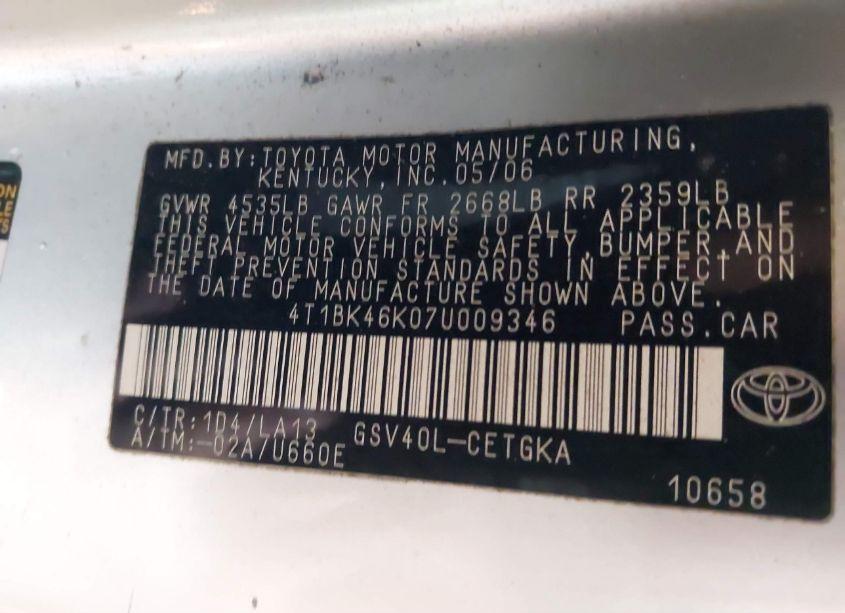 ON
ES
MFD.BY:TOYOTA MOTOR MANUFACTURING,
KENTUCKY,INC.05/06
GVWR 4535LB GAWR FR 2668LB RR 2359LB
THIS VEHICLE CONFORMS TO ALL APPLICABLE
FEDERAL MOTOR VEHICLE SAFETY,BUMPER,AND
THEFT PREVENTION STANDARDS IN EFFECT ON
THE DATE OF MANUFACTURE SHOWN ABOVE.
4T1BK46K07U009346 PASS.CAR
C/TR:1D4/LA13 GSV40L-CETGKA
A/TM:-02A/U660E
10658